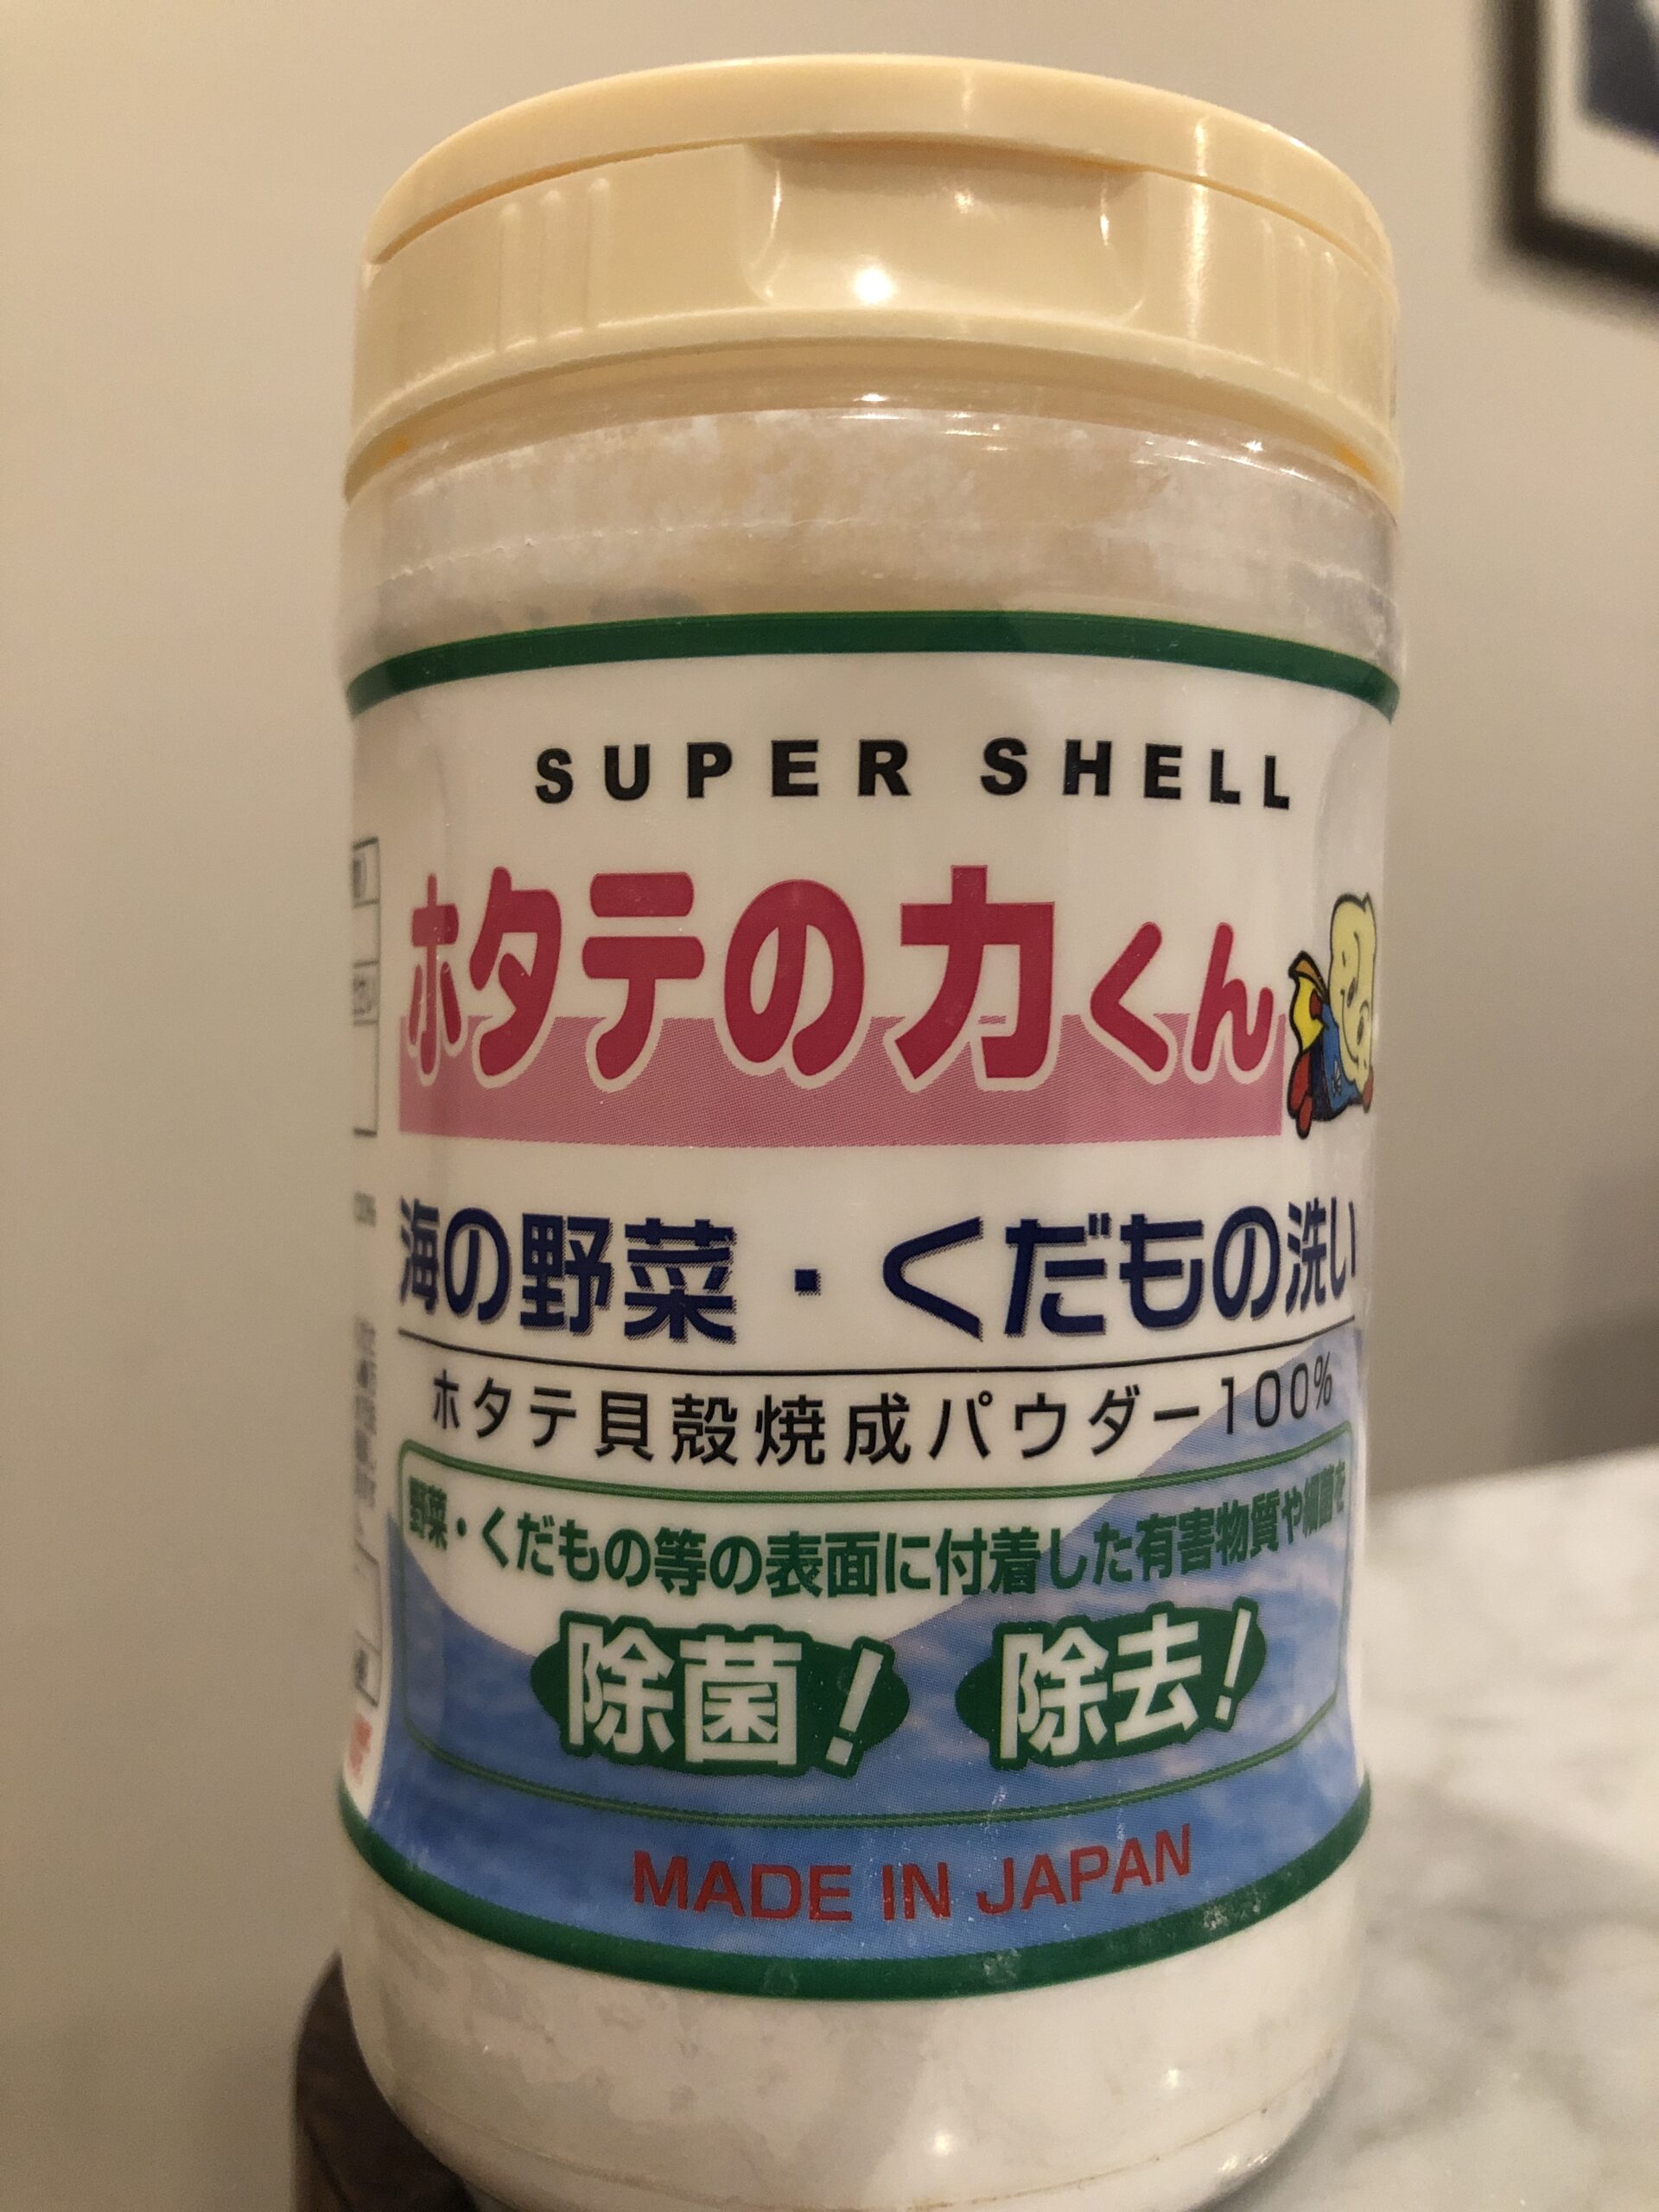 SUPER SHELL
ホタテの力くん
海の野菜・くだもの洗い
ホタテ貝殻焼成パウダー100%
野菜・くだもの等の表面に付着した有害物質や細菌を
除菌! 除去!
MADE IN JAPAN